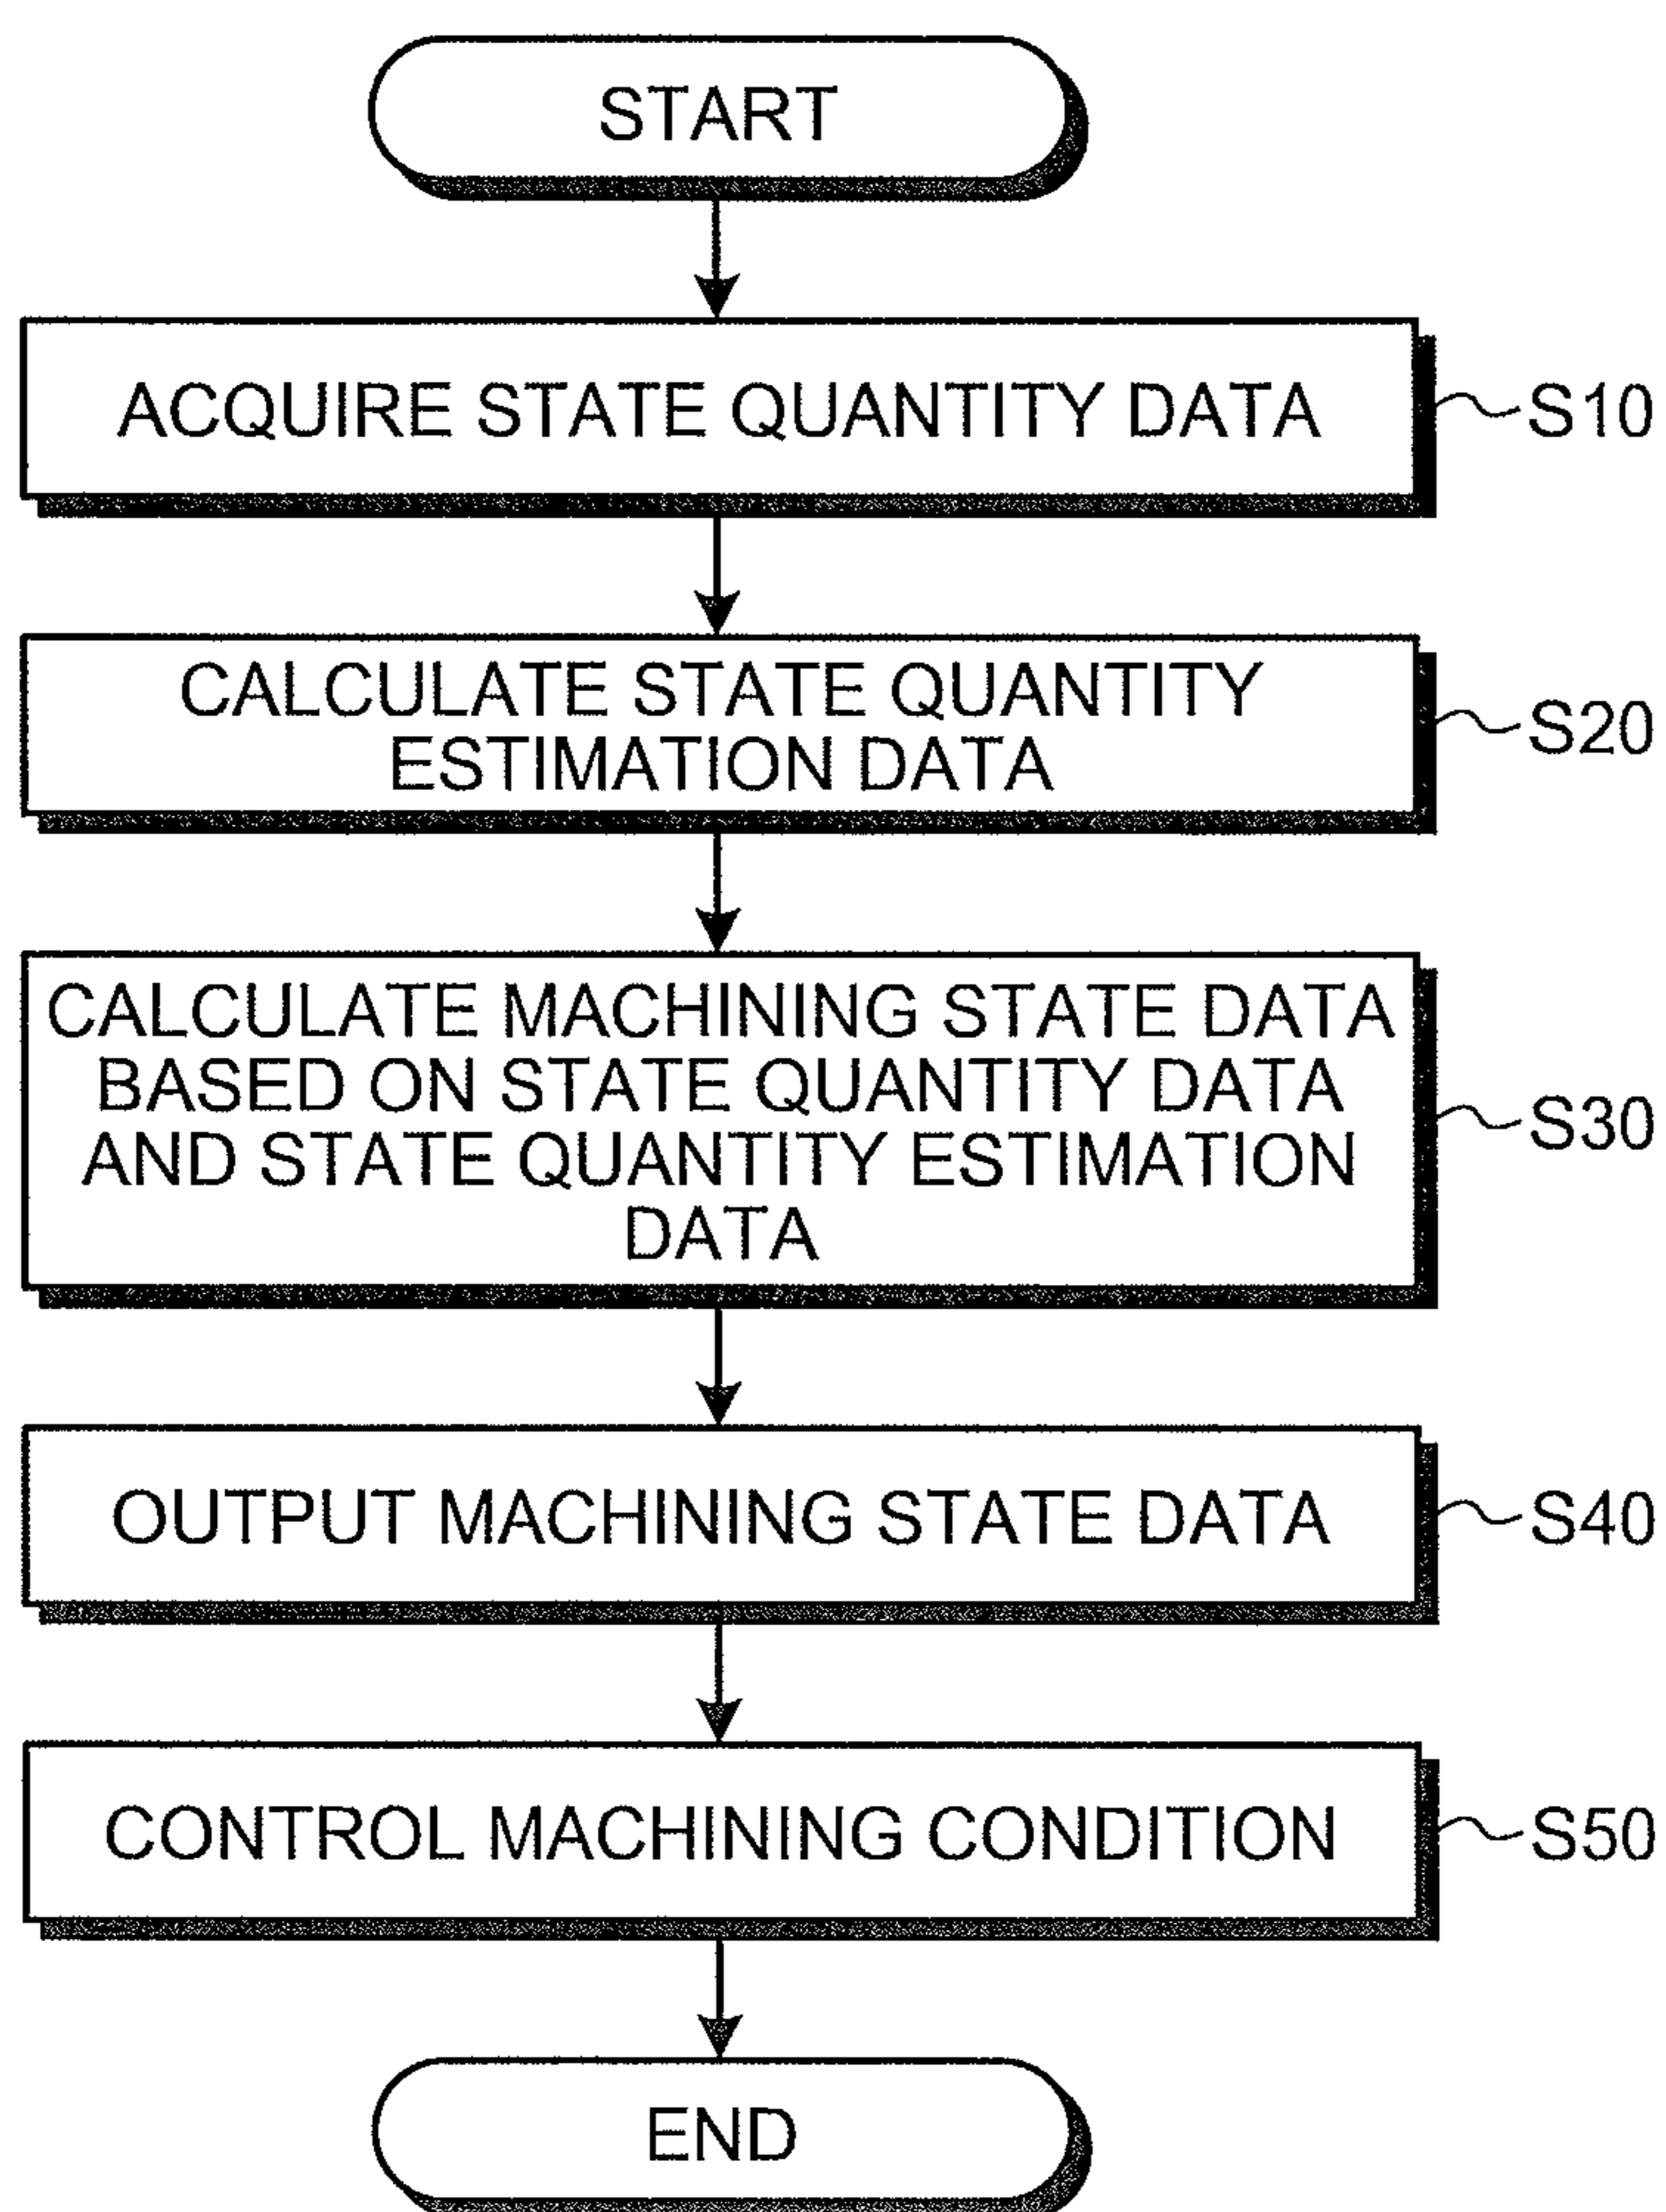 START
ACQUIRE STATE QUANTITY DATA
S10
CALCULATE STATE QUANTITY
ESTIMATION DATA
S20
CALCULATE MACHINING STATE DATA
BASED ON STATE QUANTITY DATA
AND STATE QUANTITY ESTIMATION
DATA
S30
OUTPUT MACHINING STATE DATA
S40
CONTROL MACHINING CONDITION
S50
END